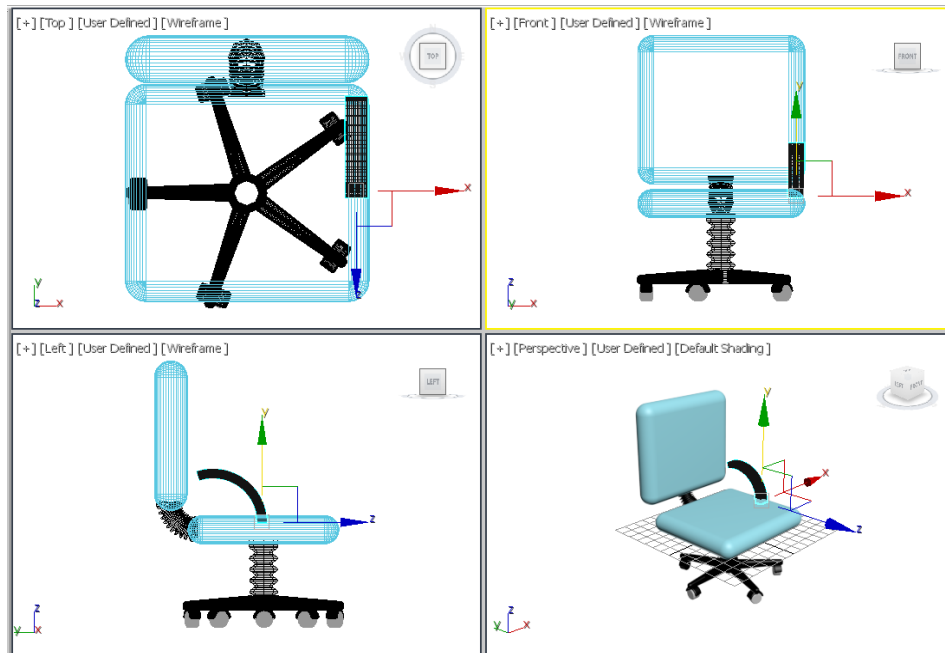 [+] [Top] [User Defined] [Wireframe]
TOP
y
z x
x
z
[+] [Front] [User Defined] [Wireframe]
FRONT
y
x
z
y x
[+] [Left] [User Defined] [Wireframe]
LEFT
y
z
z
y x
[+] [Perspective] [User Defined] [Default Shading]
FRONT
y
x
z
z
y x